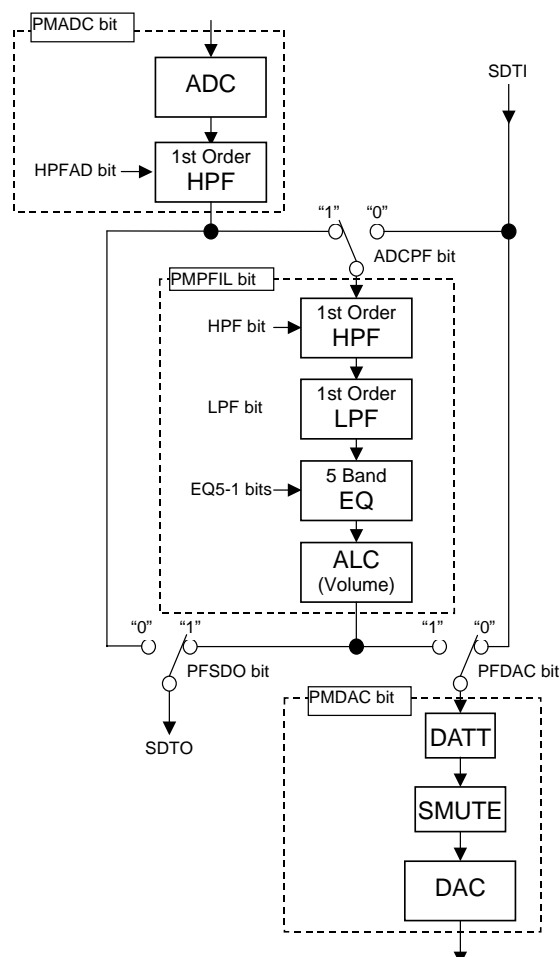 PMADC bit
ADC
SDTI
HPFAD bit
1st Order
HPF
“1”
“0”
ADCPF bit
PMPFIL bit
HPF bit
1st Order
HPF
LPF bit
1st Order
LPF
EQ5-1 bits
5 Band
EQ
ALC
(Volume)
“0”
“1”
“1”
“0”
PFSDO bit
PFDAC bit
PMDAC bit
SDTO
DATT
SMUTE
DAC